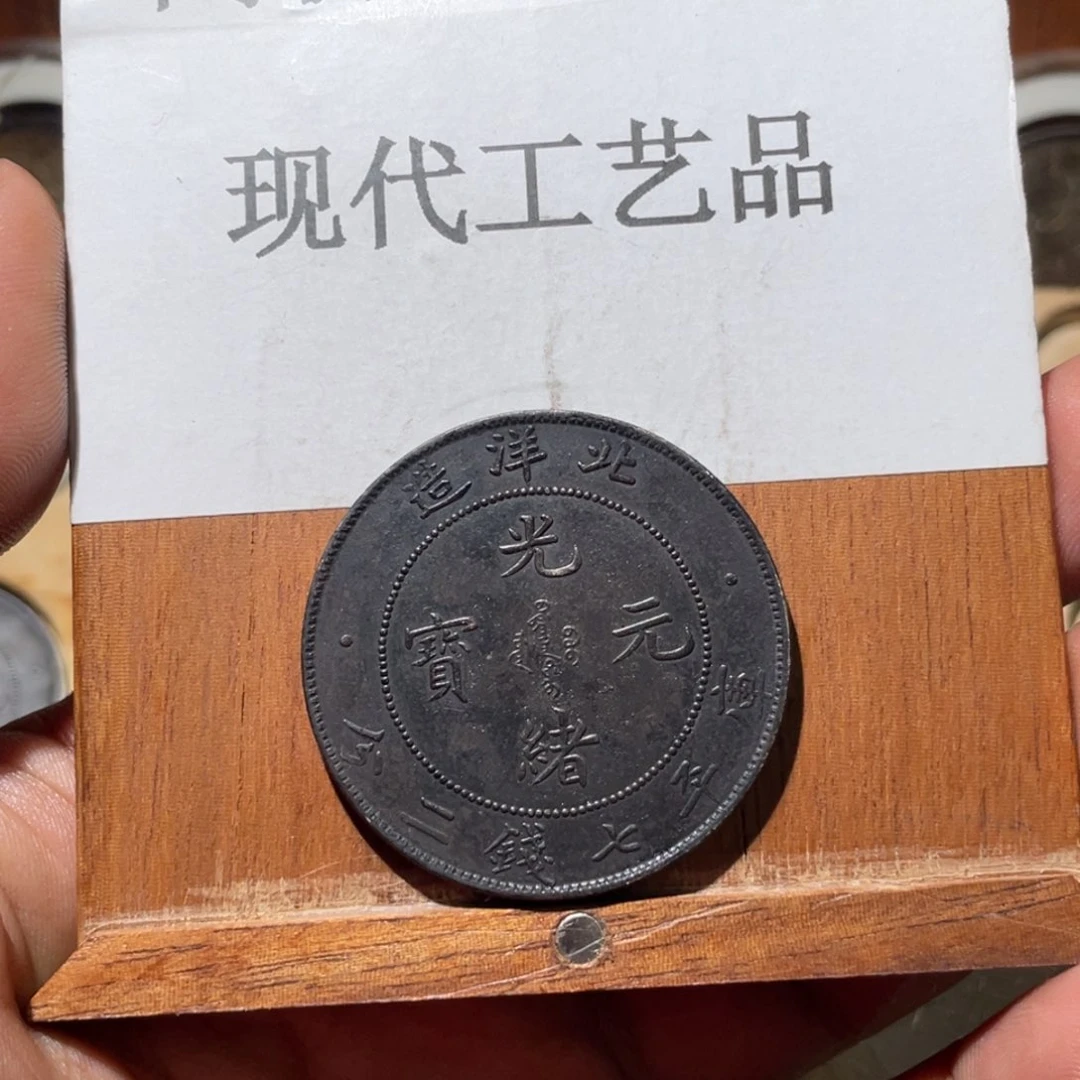 现代工艺品
北洋造
光緒元寶
庫平七錢二分